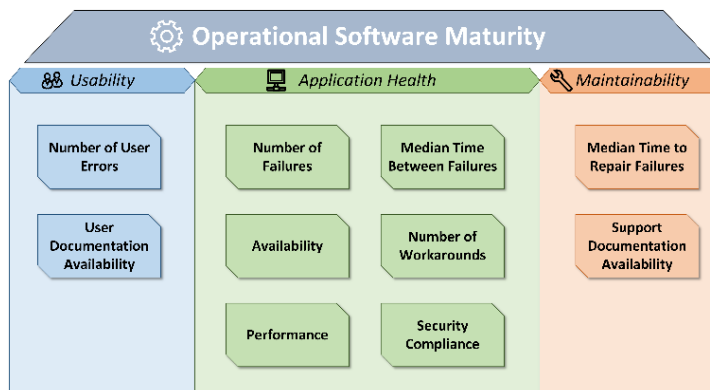 Operational Software Maturity
Usability
Application Health
Maintainability
Number of User
Errors
User
Documentation
Availability
Number of
Failures
Median Time
Between Failures
Availability
Number of
Workarounds
Performance
Security
Compliance
Median Time to
Repair Failures
Support
Documentation
Availability